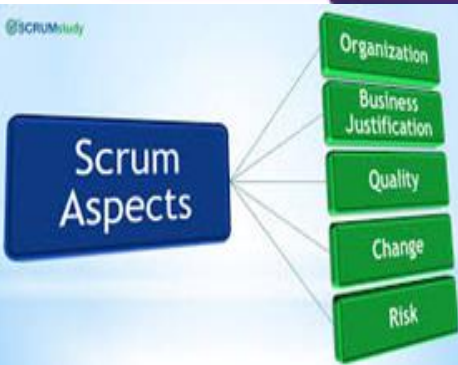 SCRUMstudy
Scrum
Aspects
Organization
Business
Justification
Quality
Change
Risk